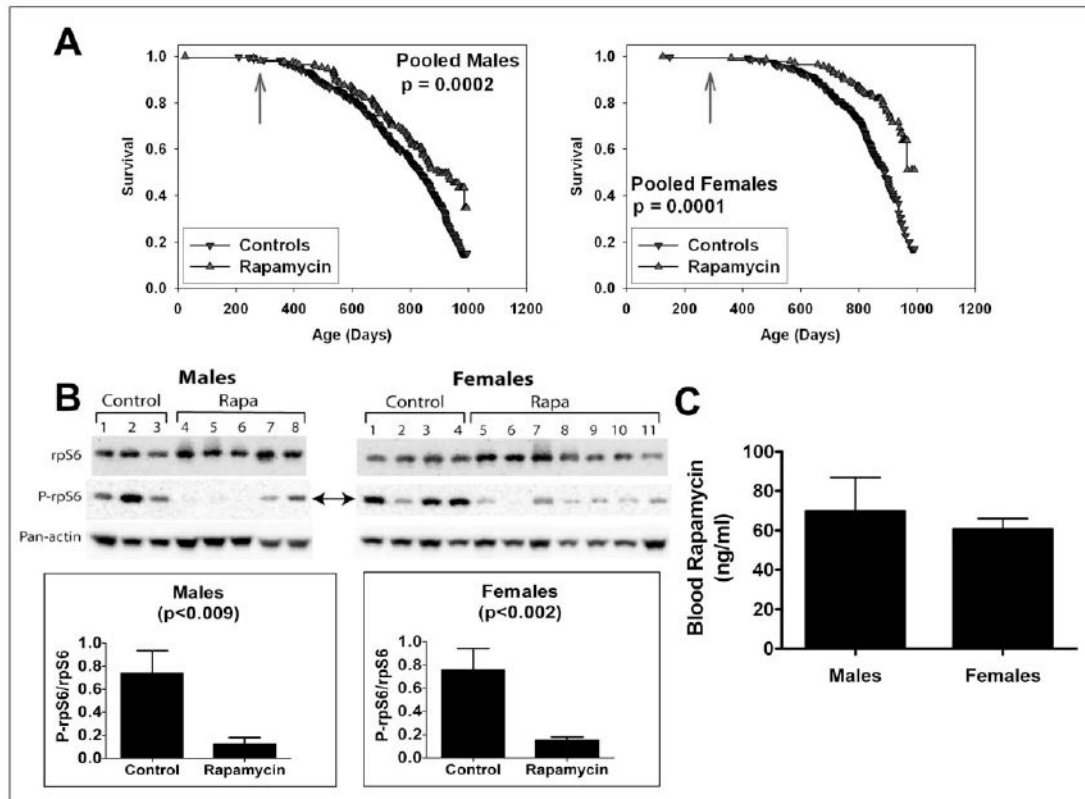 A
Pooled Males
p = 0.0002
Survival
1.0
0.8
0.6
0.4
0.2
0.0
Controls
Rapamycin
0 200 400 600 800 1000 1200
Age (Days)
Pooled Females
p = 0.0001
Survival
1.0
0.8
0.6
0.4
0.2
0.0
Controls
Rapamycin
0 200 400 600 800 1000 1200
Age (Days)
B
Males
Control Rapa
1 2 3 4 5 6 7 8
Females
Control Rapa
1 2 3 4 5 6 7 8 9 10 11
rpS6
P-rpS6
Pan-actin
Males
(p<0.009)
P-rpS6/rpS6
1.0
0.8
0.6
0.4
0.2
0.0
Control Rapamycin
Females
(p<0.002)
P-rpS6/rpS6
1.0
0.8
0.6
0.4
0.2
0.0
Control Rapamycin
C
Blood Rapamycin
(ng/ml)
100
80
60
40
20
0
Males Females